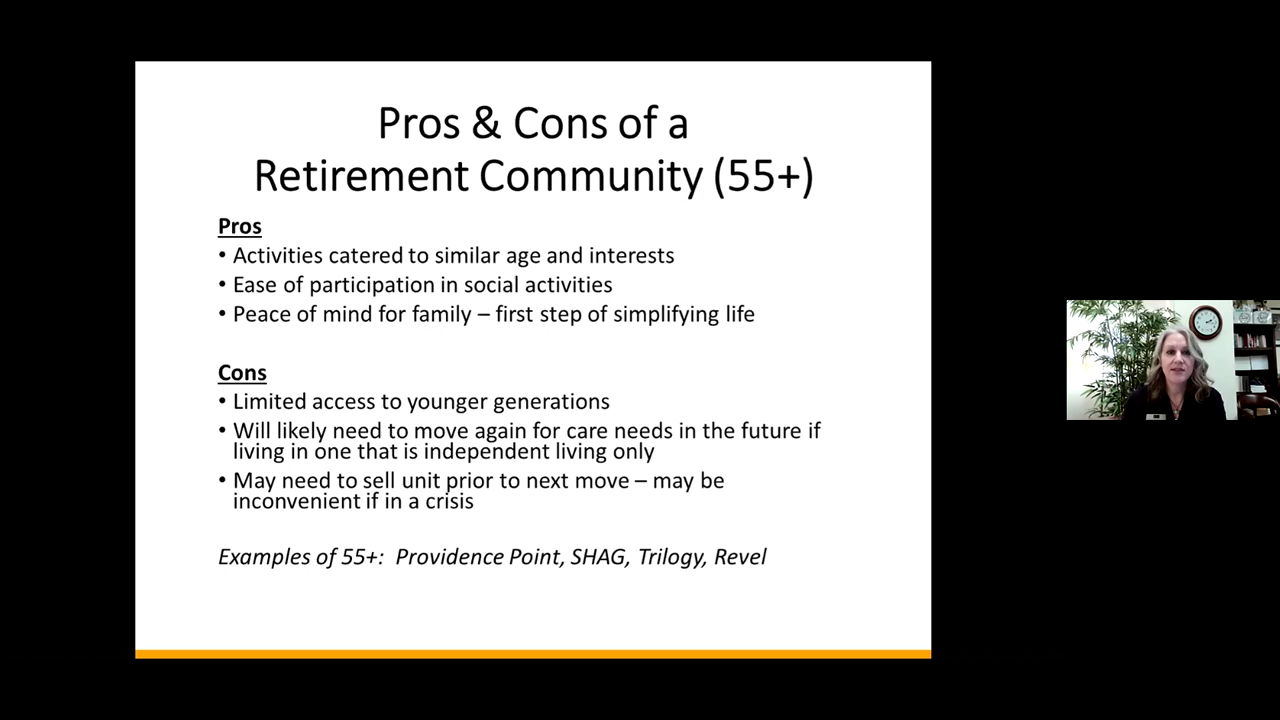 Pros & Cons of a
Retirement Community (55+)
Pros
• Activities catered to similar age and interests
• Ease of participation in social activities
• Peace of mind for family – first step of simplifying life
Cons
• Limited access to younger generations
• Will likely need to move again for care needs in the future if
living in one that is independent living only
• May need to sell unit prior to next move – may be
inconvenient if in a crisis
Examples of 55+:  Providence Point, SHAG, Trilogy, Revel